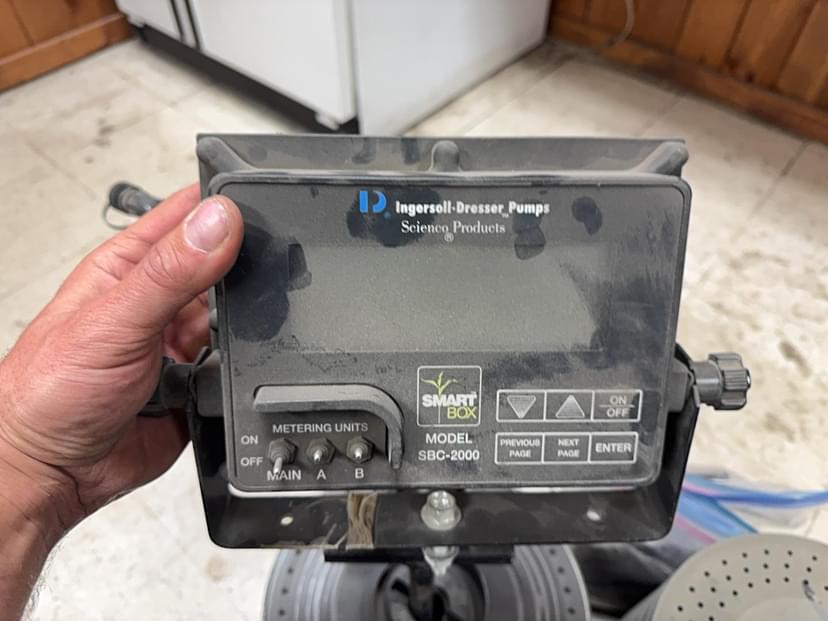 Ingersoll-Dresser™ Pumps
Scienco Products
®
SMART
BOX
MODEL
SBC-2000
METERING UNITS
ON
OFF
MAIN A B
ON
OFF
PREVIOUS
PAGE
NEXT
PAGE
ENTER